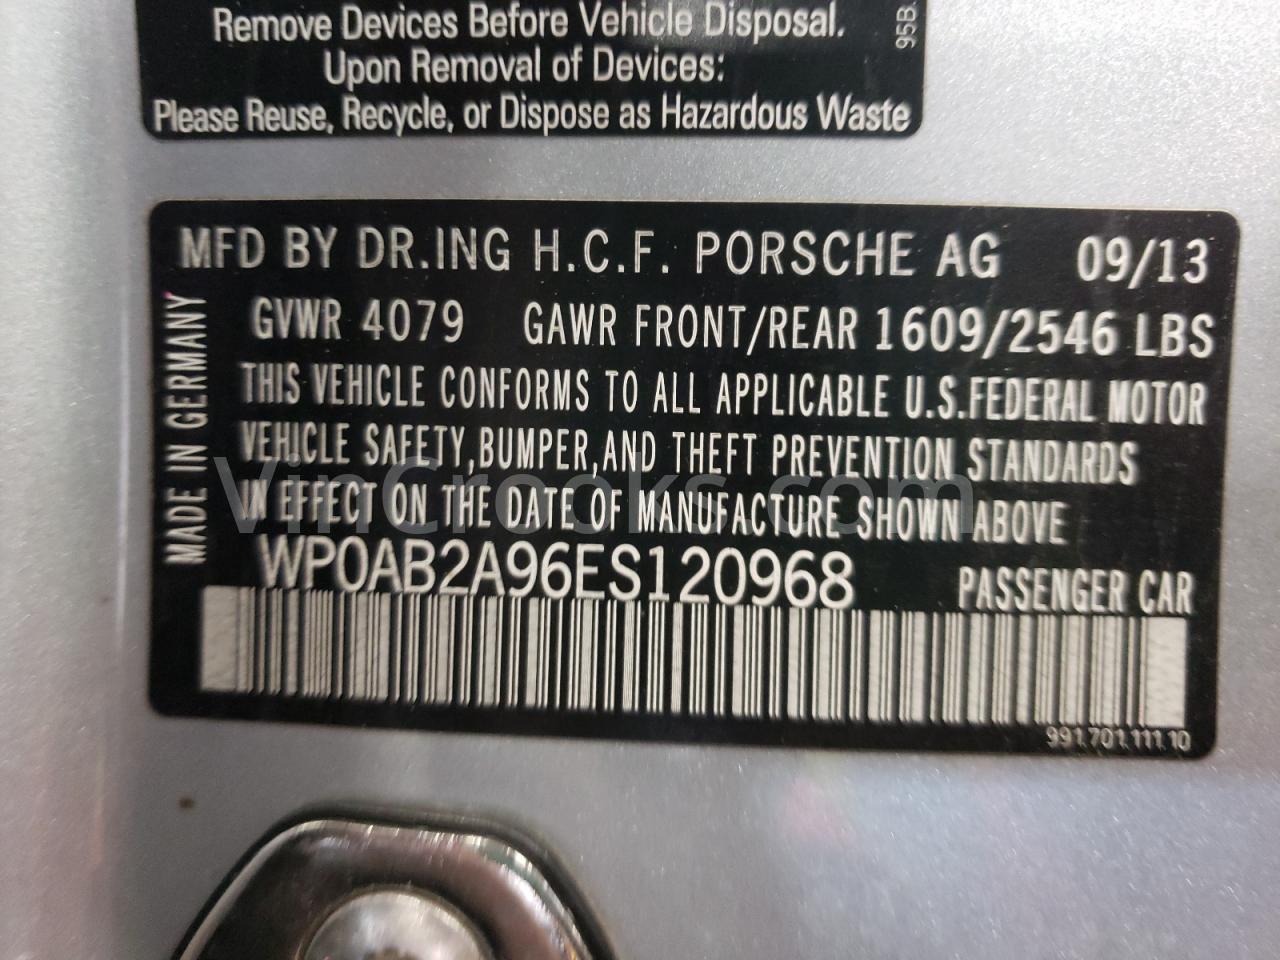 Remove Devices Before Vehicle Disposal.
Upon Removal of Devices:
Please Reuse, Recycle, or Dispose as Hazardous Waste
95B.
MFD BY DR.ING H.C.F. PORSCHE AG 09/13
GVWR 4079 GAWR FRONT/REAR 1609/2546 LBS
THIS VEHICLE CONFORMS TO ALL APPLICABLE U.S.FEDERAL MOTOR
VEHICLE SAFETY,BUMPER,AND THEFT PREVENTION STANDARDS
IN EFFECT ON THE DATE OF MANUFACTURE SHOWN ABOVE
WP0AB2A96ES120968 PASSENGER CAR
991.701.111.10
MADE IN GERMANY
VinCrooks.com